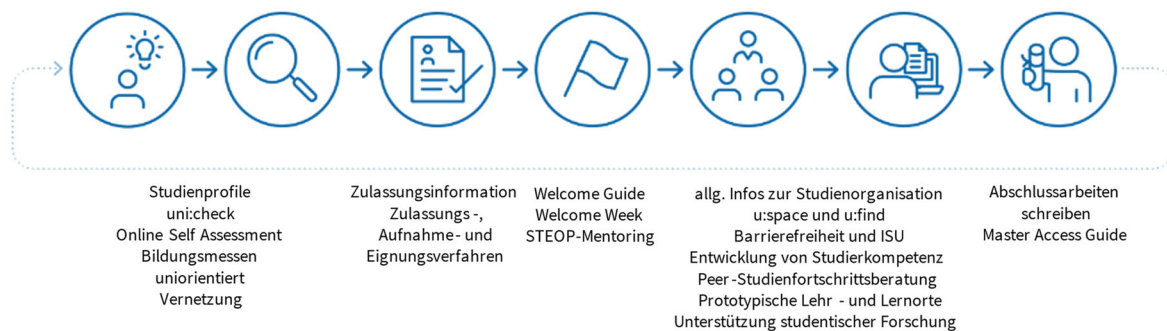 Studienprofile
uni:check
Online Self Assessment
Bildungsmessen
uniorientiert
Vernetzung
Zulassungsinformation
Zulassungs -,
Aufnahme- und
Eignungsverfahren
Welcome Guide
Welcome Week
STEOP-Mentoring
allg. Infos zur Studienorganisation
u:space und u:find
Barrierefreiheit und ISU
Entwicklung von Studierkompetenz
Peer-Studienfortschrittsberatung
Prototypische Lehr - und Lernorte
Unterstützung studentischer Forschung
Abschlussarbeiten
schreiben
Master Access Guide